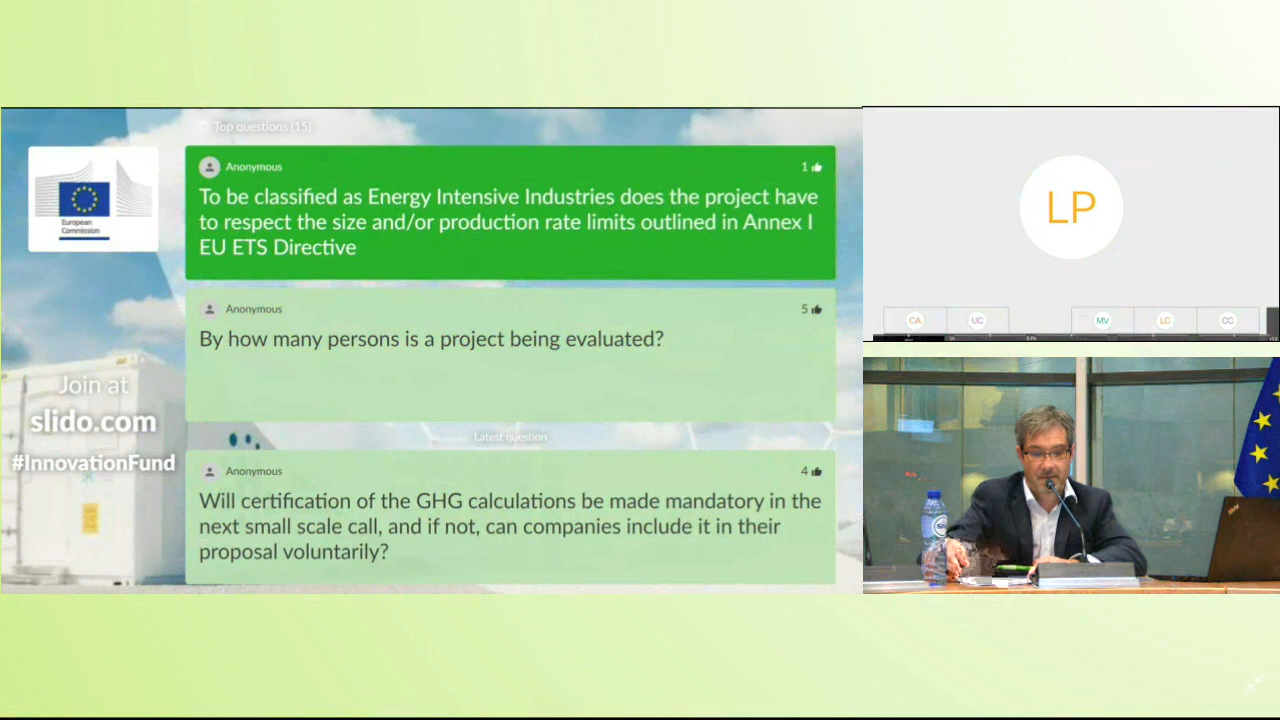 Top questions (15)
Anonymous
1
To be classified as Energy Intensive Industries does the project have
to respect the size and/or production rate limits outlined in Annex I
EU ETS Directive
Anonymous
5
By how many persons is a project being evaluated?
Latest question
Anonymous
4
Will certification of the GHG calculations be made mandatory in the
next small scale call, and if not, can companies include it in their
proposal voluntarily?
European
Commission
Join at
slido.com
#InnovationFund
LP
CA
UC
MV
LC
CC